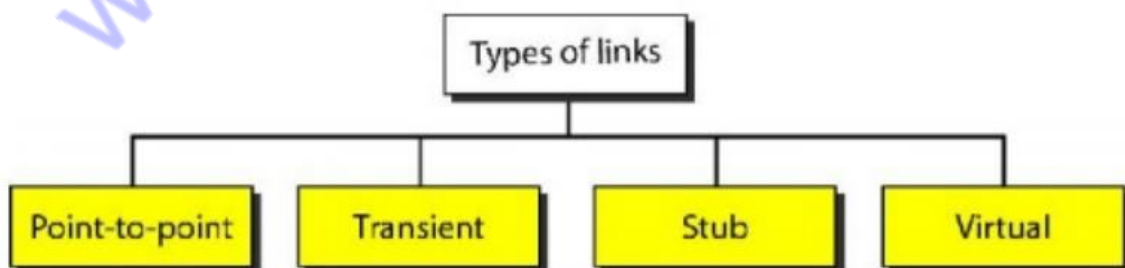 W
Types of links
Point-to-point
Transient
Stub
Virtual